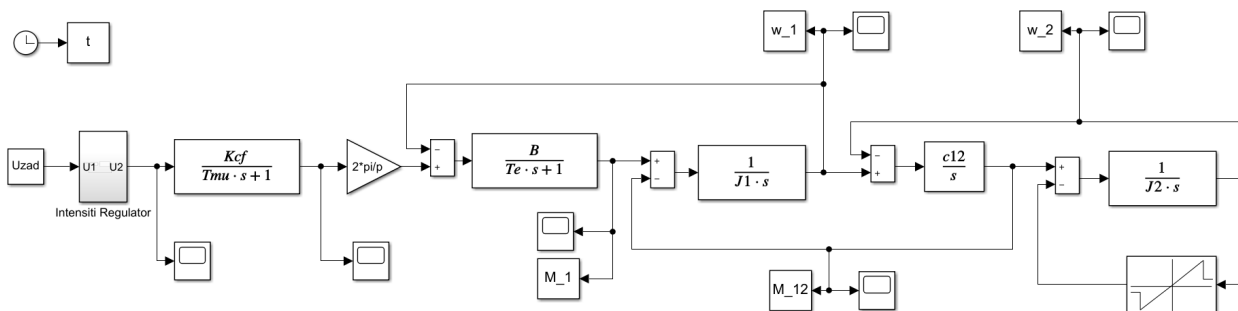 t
w_1
w_2
Uzad
U1 U2
Intensiti Regulator
Kcf
Tmu · s + 1
2*pi/p
−
+
B
Te · s + 1
+
−
1
J1 · s
−
+
c12
s
+
−
1
J2 · s
M_1
M_12